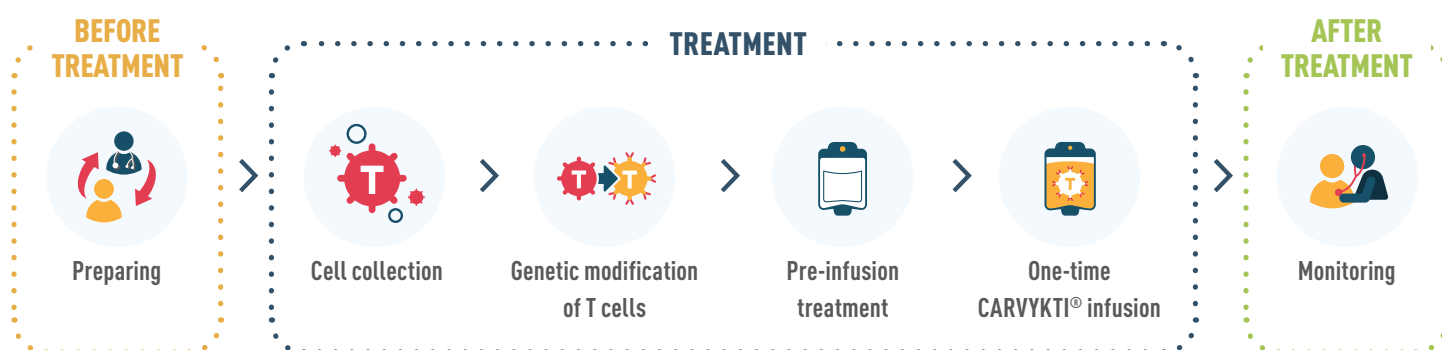 BEFORE
TREATMENT
Preparing
TREATMENT
T
Cell collection
T T
Genetic modification
of T cells
Pre-infusion
treatment
T
One-time
CARVYKTI® infusion
AFTER
TREATMENT
Monitoring